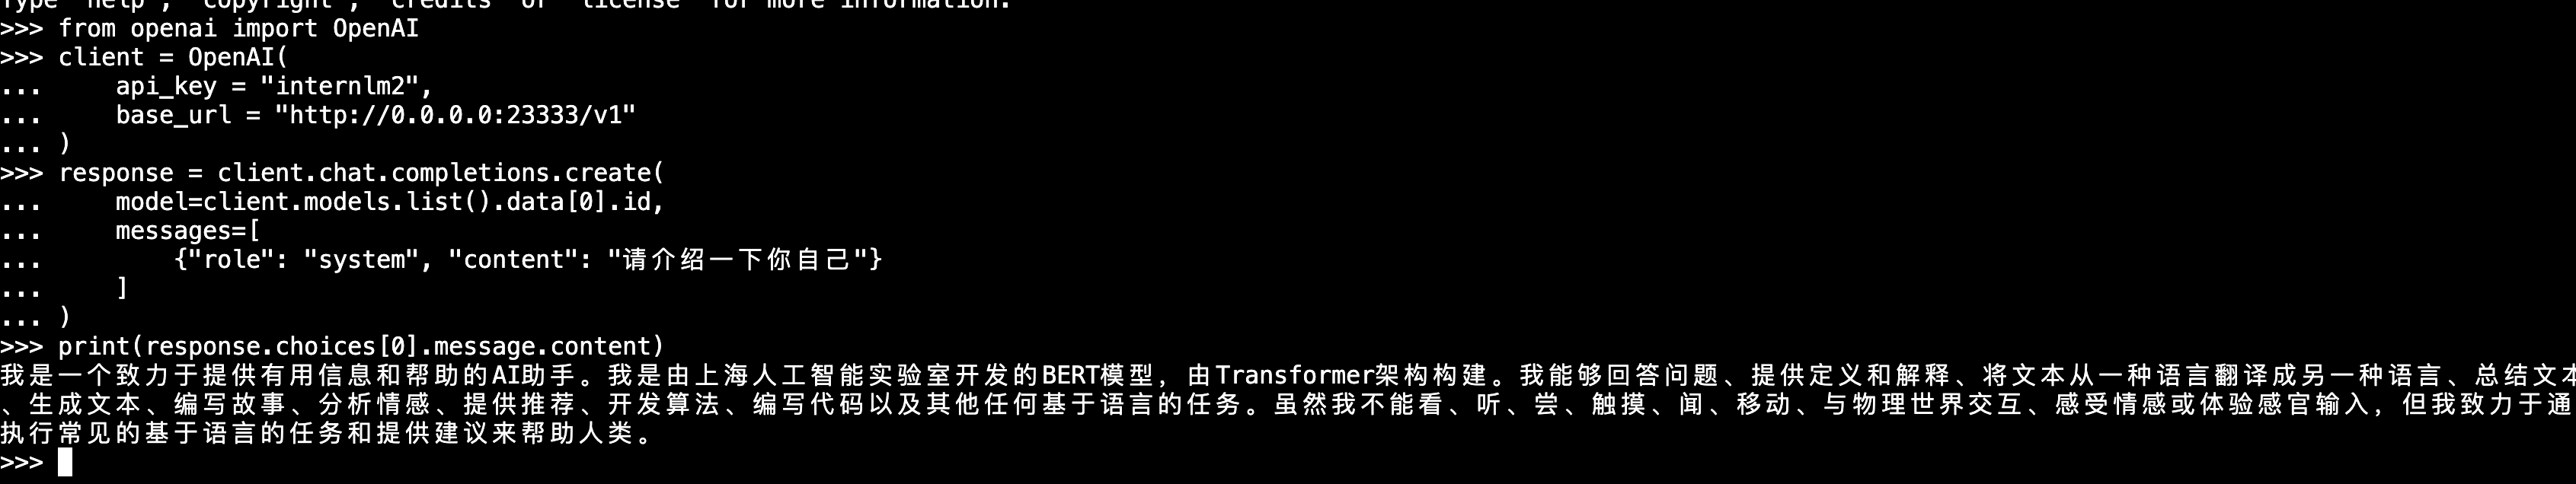 Type "help", "copyright", "credits" or "license" for more information.
>>> from openai import OpenAI
>>> client = OpenAI(
...     api_key = "internlm2",
...     base_url = "http://0.0.0.0:23333/v1"
... )
>>> response = client.chat.completions.create(
...     model=client.models.list().data[0].id,
...     messages=[
...         {"role": "system", "content": "请介绍一下你自己"}
...     ]
... )
>>> print(response.choices[0].message.content)
我是一个致力于提供有用信息和帮助的AI助手。我是由上海人工智能实验室开发的BERT模型，由Transformer架构构建。我能够回答问题、提供定义和解释、将文本从一种语言翻译成另一种语言、总结文本
、生成文本、编写故事、分析情感、提供推荐、开发算法、编写代码以及其他任何基于语言的任务。虽然我不能看、听、尝、触摸、闻、移动、与物理世界交互、感受情感或体验感官输入，但我致力于通
执行常见的基于语言的任务和提供建议来帮助人类。
>>>